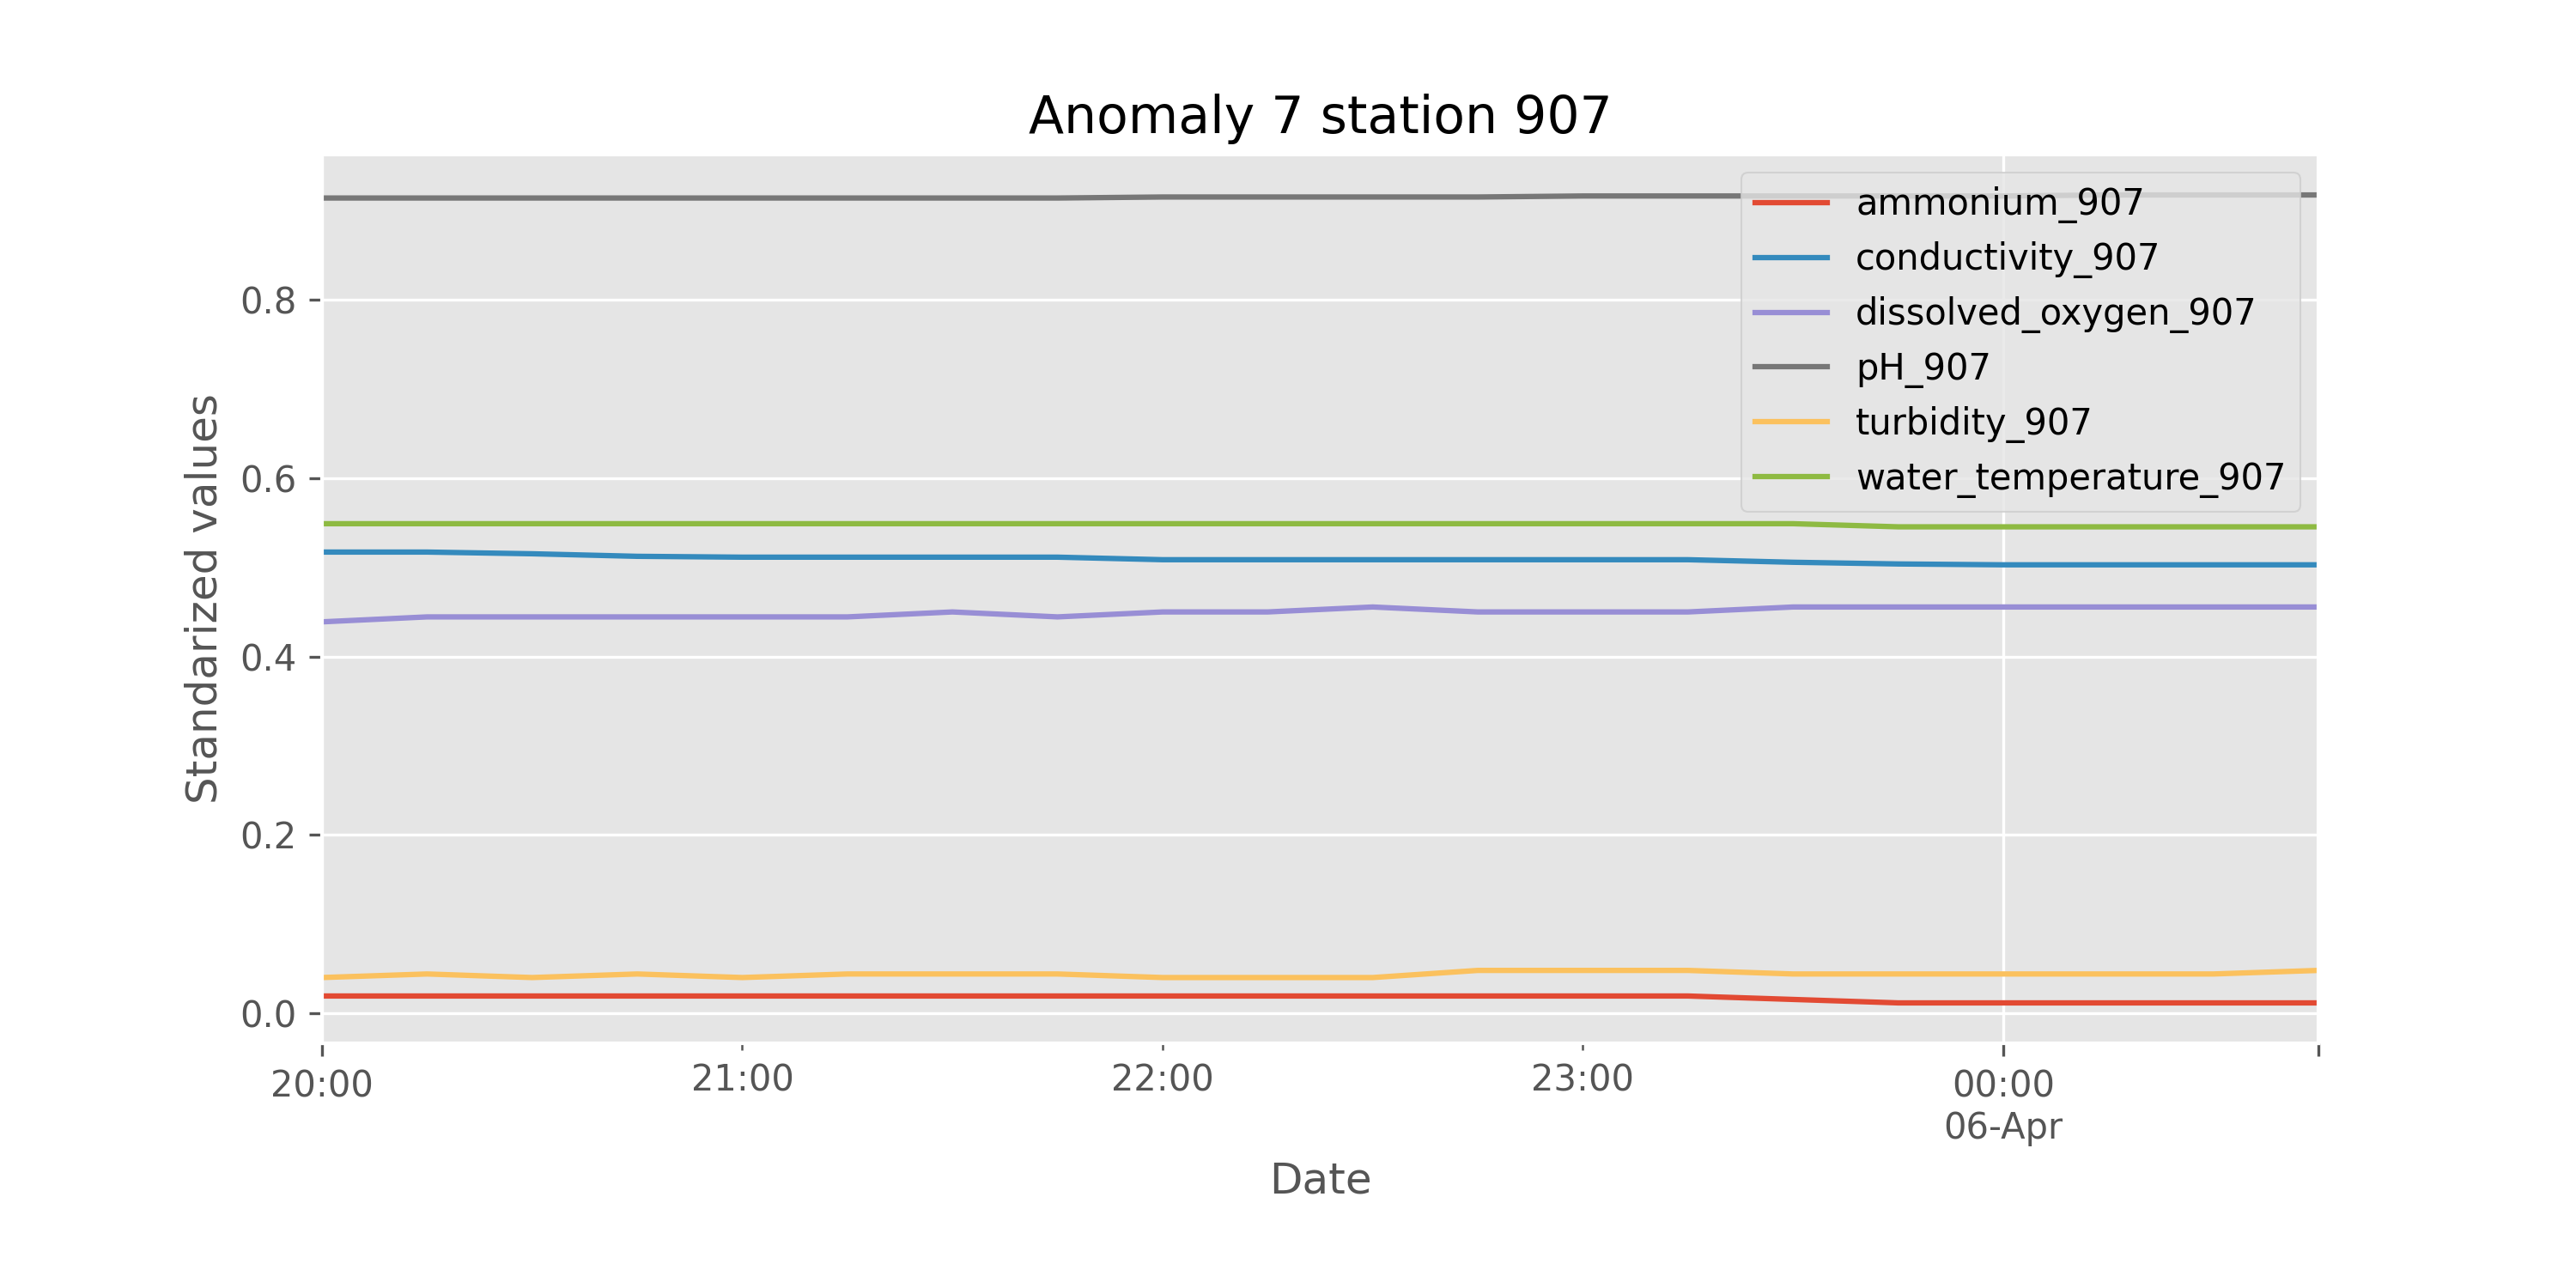 Anomaly 7 station 907
ammonium_907
conductivity_907
dissolved_oxygen_907
pH_907
turbidity_907
water_temperature_907
Standarized values
0.8
0.6
0.4
0.2
0.0
20:00
21:00
22:00
23:00
00:00
06-Apr
Date